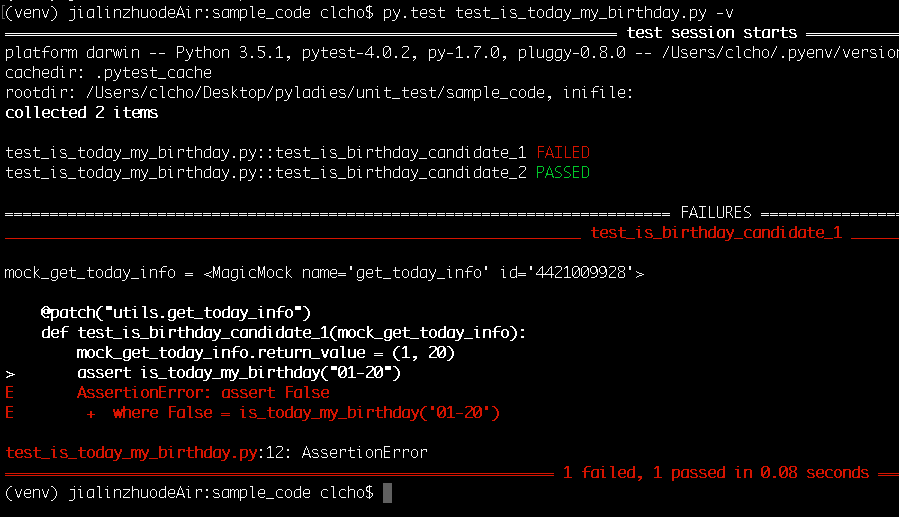 (venv) jialinzhuodeAir:sample_code clcho$ py.test test_is_today_my_birthday.py -v
============================= test session starts ===========
platform darwin -- Python 3.5.1, pytest-4.0.2, py-1.7.0, pluggy-0.8.0 -- /Users/clcho/.pyenv/version
cachedir: .pytest_cache
rootdir: /Users/clcho/Desktop/pyladies/unit_test/sample_code, inifile:
collected 2 items
test_is_today_my_birthday.py::test_is_birthday_candidate_1 FAILED
test_is_today_my_birthday.py::test_is_birthday_candidate_2 PASSED
============================= FAILURES ================
_____________________________ test_is_birthday_candidate_1 ______
mock_get_today_info = <MagicMock name='get_today_info' id='4421009928'>
    @patch("utils.get_today_info")
    def test_is_birthday_candidate_1(mock_get_today_info):
        mock_get_today_info.return_value = (1, 20)
>       assert is_today_my_birthday("01-20")
E       AssertionError: assert False
E        +  where False = is_today_my_birthday('01-20')
test_is_today_my_birthday.py:12: AssertionError
============================= 1 failed, 1 passed in 0.08 seconds ===
(venv) jialinzhuodeAir:sample_code clcho$